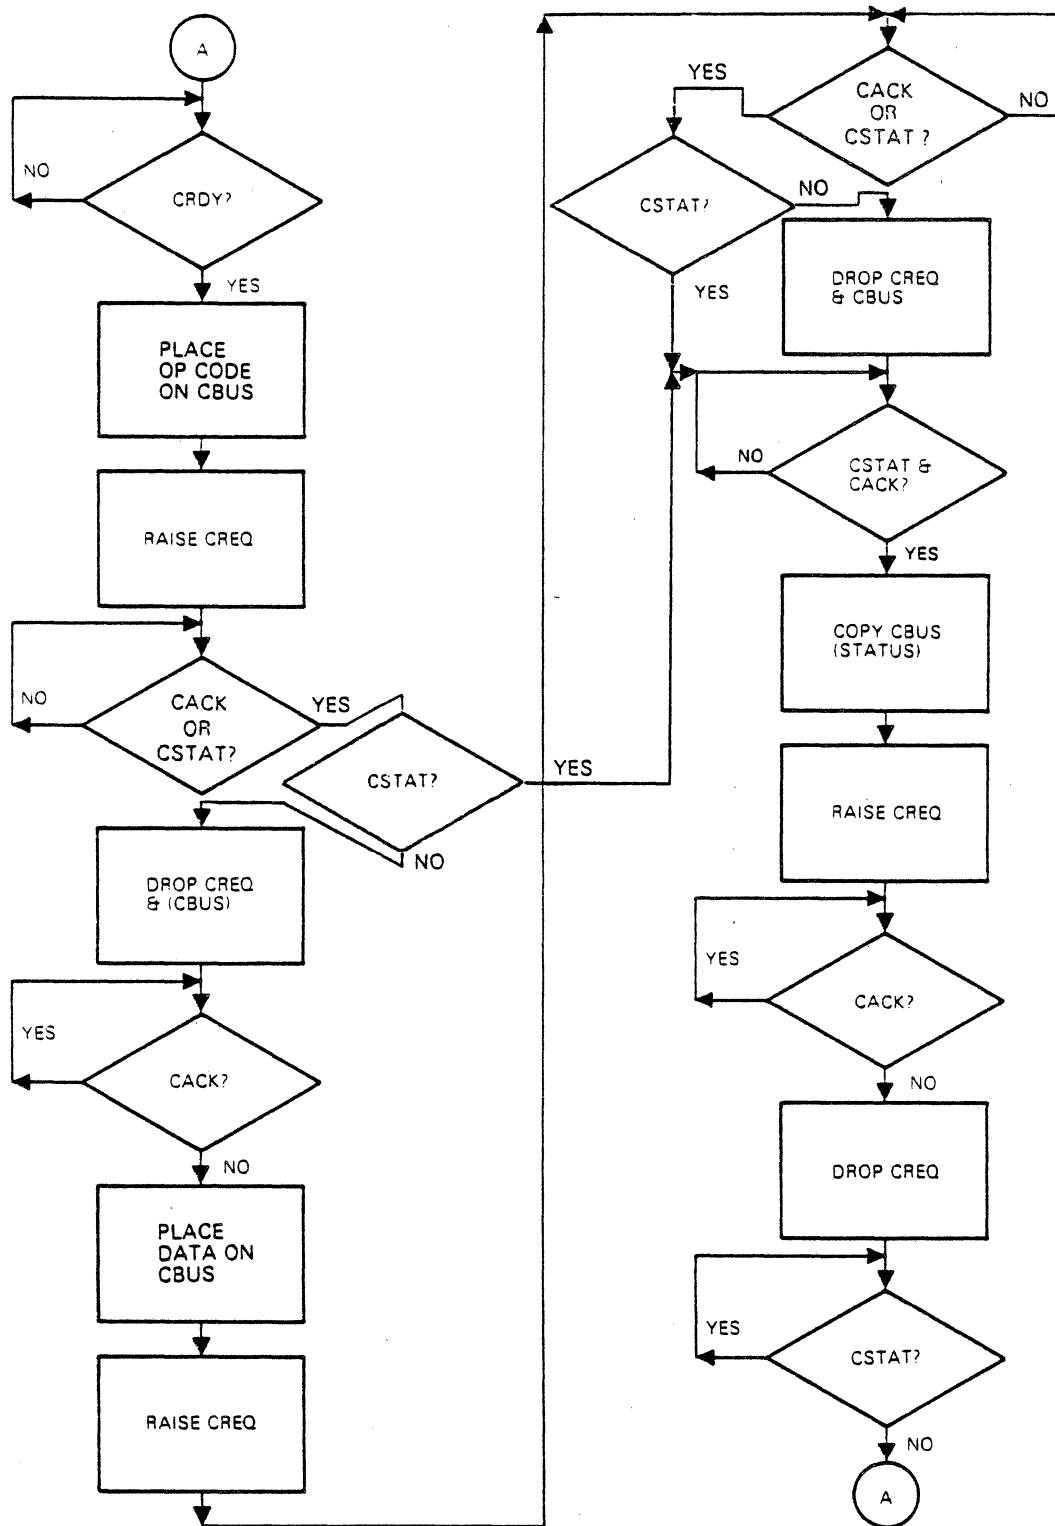 A
NO
CRDY?
YES
PLACE
OP CODE
ON CBUS
RAISE CREQ
NO
CACK
OR
CSTAT?
YES
CSTAT?
YES
NO
DROP CREQ
& (CBUS)
YES
CACK?
NO
PLACE
DATA ON
CBUS
RAISE CREQ
YES
CACK
OR
CSTAT ?
NO
CSTAT?
NO
YES
DROP CREQ
& CBUS
NO
CSTAT &
CACK?
YES
COPY CBUS
(STATUS)
RAISE CREQ
YES
CACK?
NO
DROP CREQ
YES
CSTAT?
NO
A